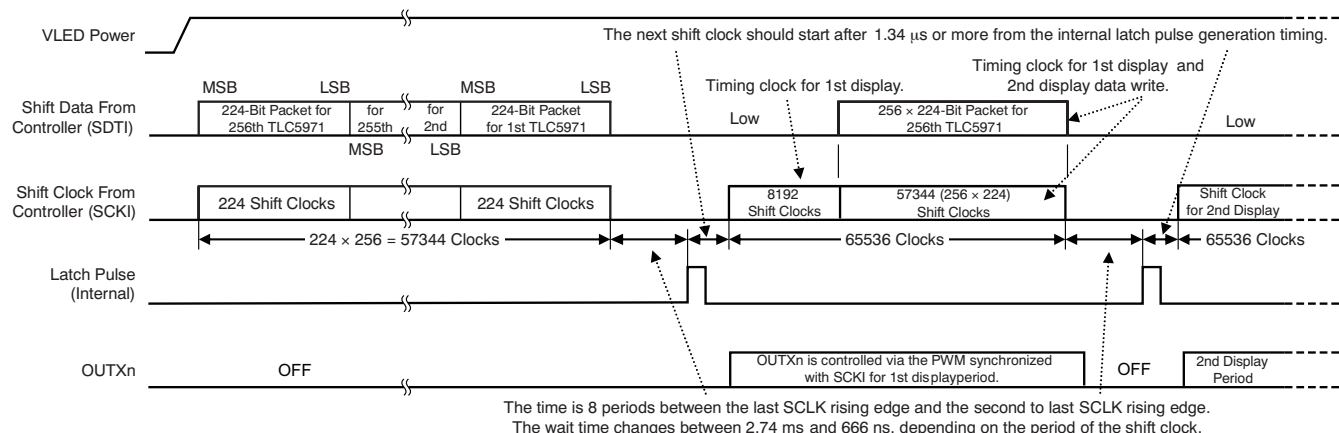 VLED Power
The next shift clock should start after 1.34 µs or more from the internal latch pulse generation timing.
MSB LSB MSB LSB
Timing clock for 1st display.
Timing clock for 1st display and
2nd display data write.
Shift Data From
Controller (SDTI)
224-Bit Packet for
256th TLC5971
for
255th
for
2nd
224-Bit Packet
for 1st TLC5971
Low
256 × 224-Bit Packet for
256th TLC5971
Low
MSB LSB
Shift Clock From
Controller (SCKI)
224 Shift Clocks
224 Shift Clocks
8192
Shift Clocks
57344 (256 × 224)
Shift Clocks
Shift Clock
for 2nd Display
224 × 256 = 57344 Clocks
65536 Clocks
65536 Clocks
Latch Pulse
(Internal)
OUTXn
OFF
OUTXn is controlled via the PWM synchronized
with SCKI for 1st displayperiod.
OFF
2nd Display
Period
The time is 8 periods between the last SCLK rising edge and the second to last SCLK rising edge.
The wait time changes between 2.74 ms and 666 ns, depending on the period of the shift clock.